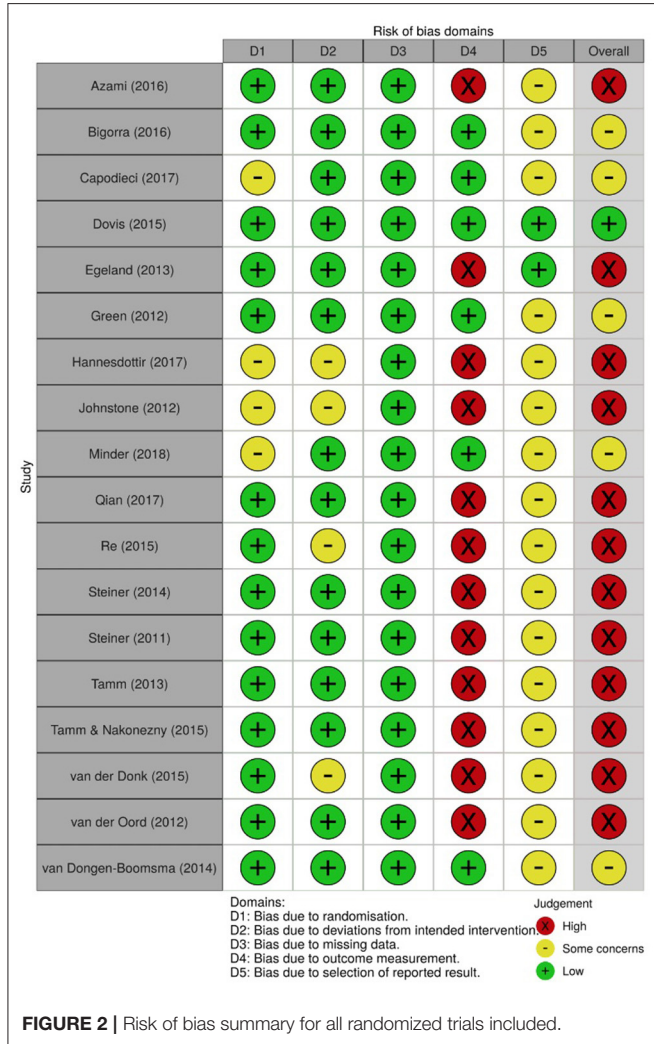 Risk of bias domains
D1 D2 D3 D4 D5 Overall
Study
Azami (2016) + + + X - X
Bigorra (2016) + + + + - -
Capodieci (2017) - + + + - -
Dovis (2015) + + + + + +
Egeland (2013) + + + X + X
Green (2012) + + + + - -
Hannesdottir (2017) - - + X - X
Johnstone (2012) - - + X - X
Minder (2018) - + + + - -
Qian (2017) + + + X - X
Re (2015) + - + X - X
Steiner (2014) + + + X - X
Steiner (2011) + + + X - X
Tamm (2013) + + + X - X
Tamm & Nakonezny (2015) + + + X - X
van der Donk (2015) + - + X - X
van der Oord (2012) + + + X - X
van Dongen-Boomsma (2014) + + + + - -
Domains:
D1: Bias due to randomisation.
D2: Bias due to deviations from intended intervention.
D3: Bias due to missing data.
D4: Bias due to outcome measurement.
D5: Bias due to selection of reported result.
Judgement
X High
- Some concerns
+ Low
FIGURE 2 | Risk of bias summary for all randomized trials included.